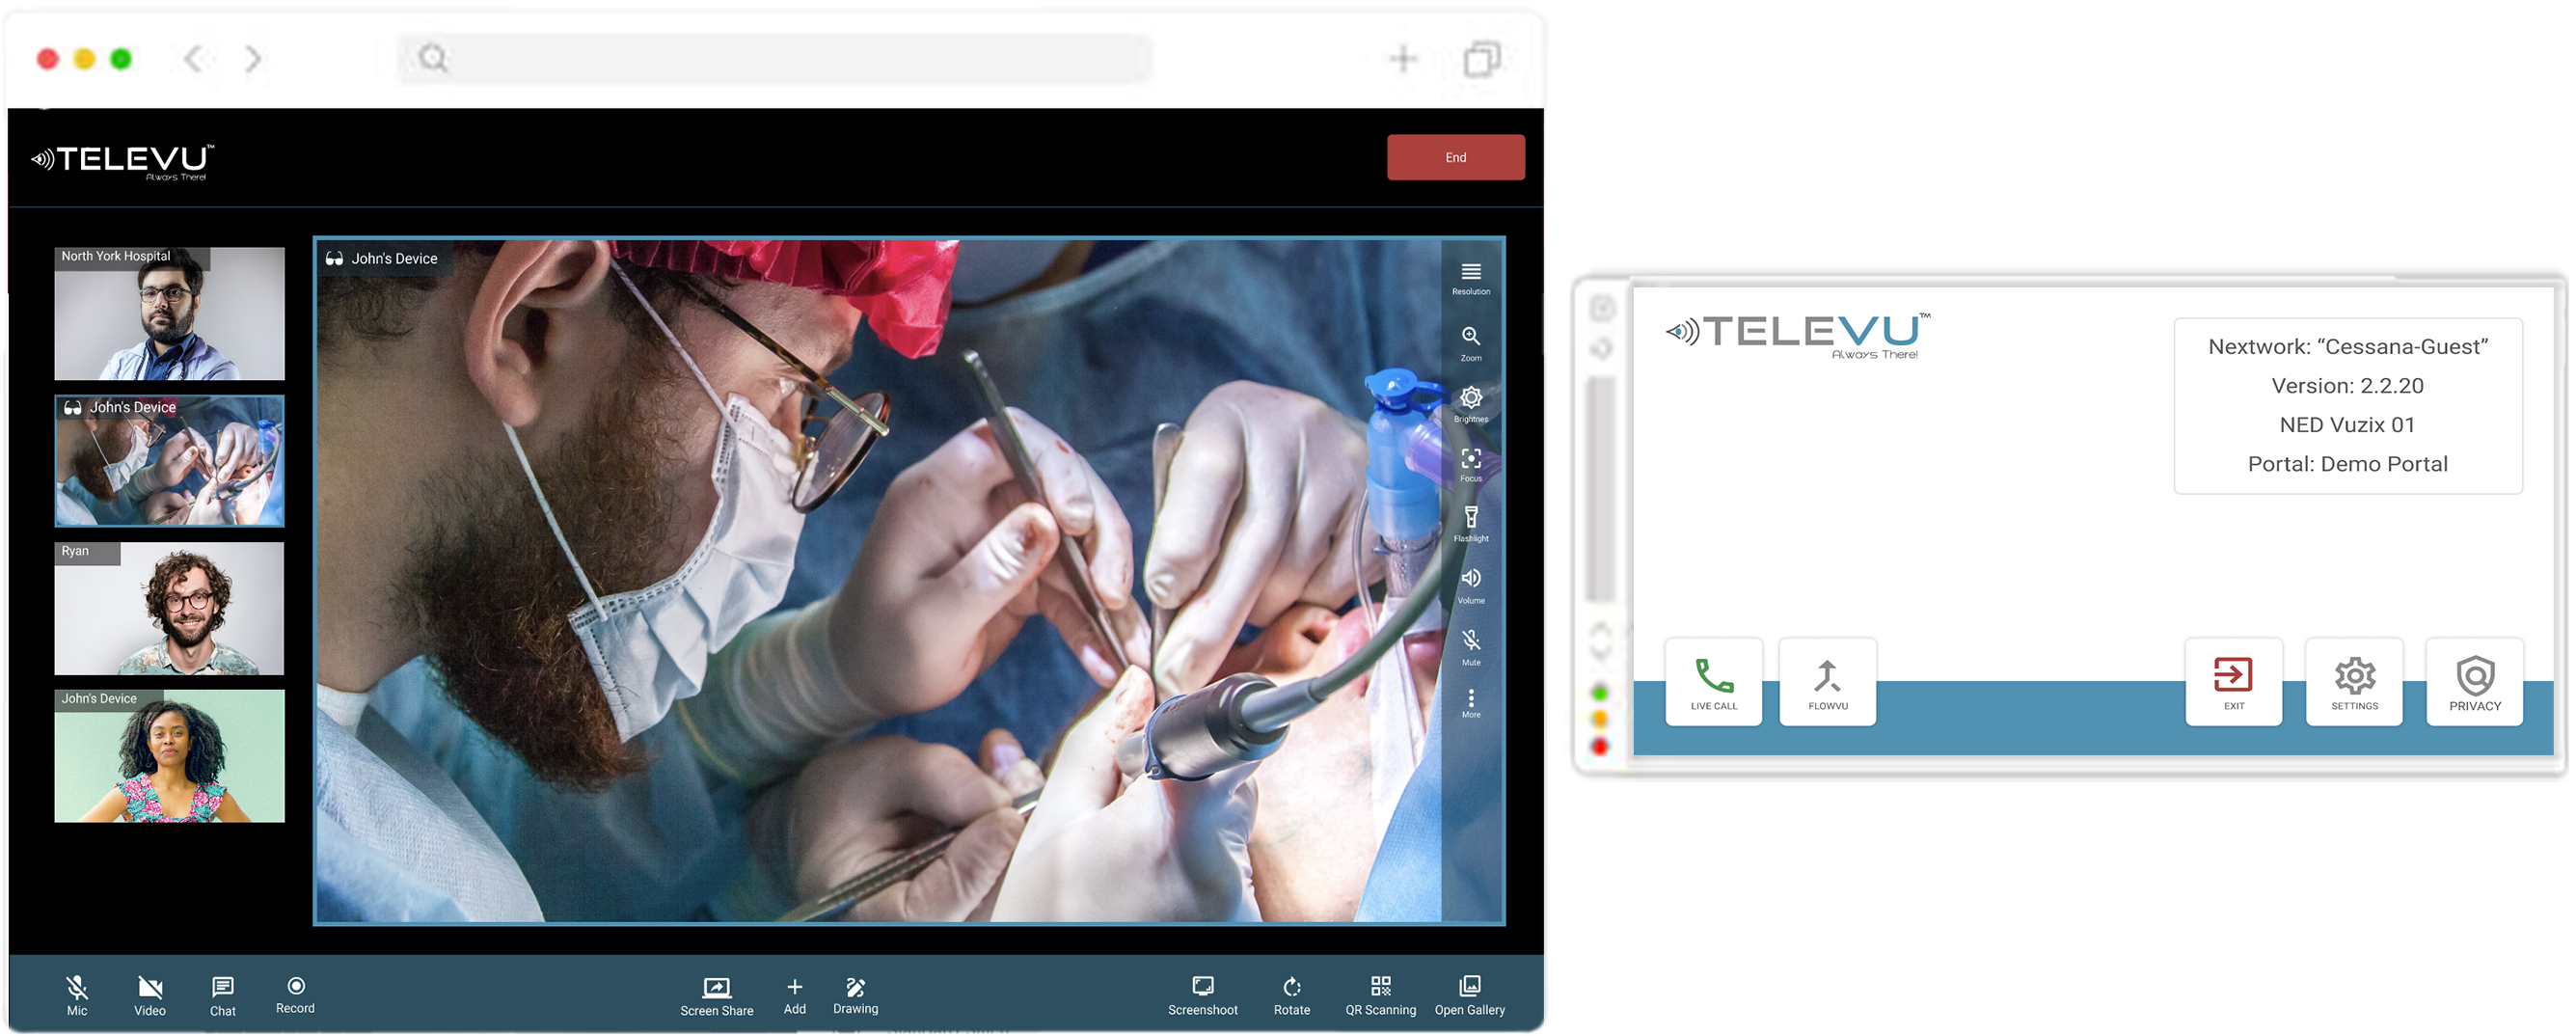 TELEVU™
Always There!
End
North York Hospital
John's Device
Ryan
John's Device
John's Device
Resolution
Zoom
Brightnes
Focus
Flashlight
Volume
Mute
More
Mic
Video
Chat
Record
Screen Share
Add
Drawing
Screenshoot
Rotate
QR Scanning
Open Gallery
TELEVU™
Always There!
Nextwork: “Cessana-Guest”
Version: 2.2.20
NED Vuzix 01
Portal: Demo Portal
LIVE CALL
FLOWVU
EXIT
SETTINGS
PRIVACY